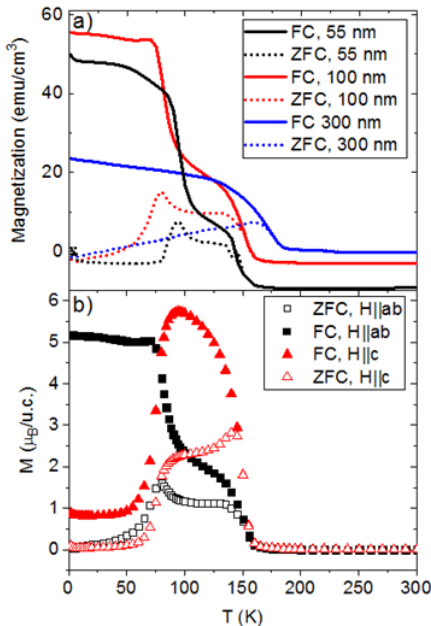 a)
Magnetization (emu/cm³)
60
40
20
0
FC, 55 nm
ZFC, 55 nm
FC, 100 nm
ZFC, 100 nm
FC 300 nm
ZFC, 300 nm
b)
M (μB/u.c.)
6
5
4
3
2
1
0
ZFC, H||ab
FC, H||ab
FC, H||c
ZFC, H||c
0 50 100 150 200 250 300
T (K)